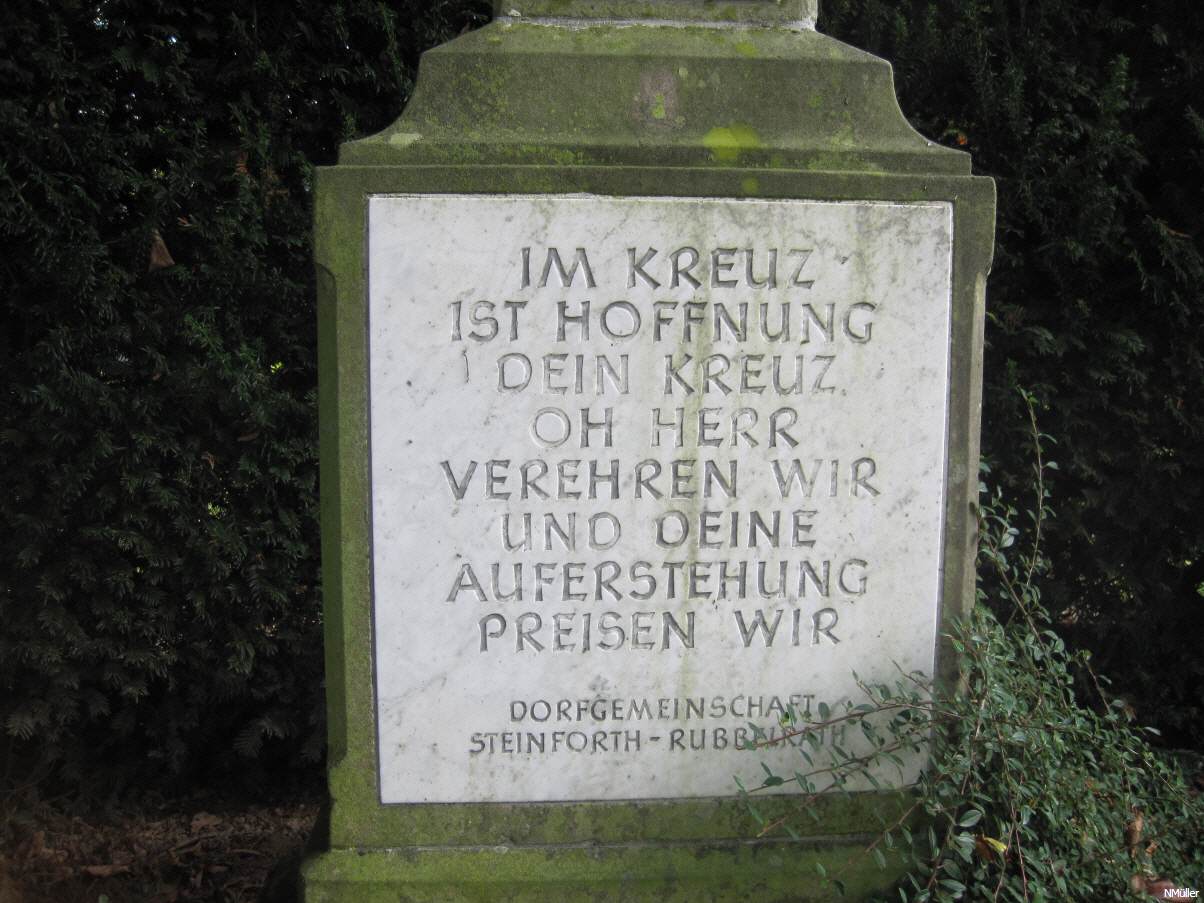 IM KREUZ
IST HOFFNUNG
DEIN KREUZ
OH HERR
VEREHREN WIR
UND DEINE
AUFERSTEHUNG
PREISEN WIR
DORFGEMEINSCHAFT
STEINFORTH-RUBBELRATH
NMüller